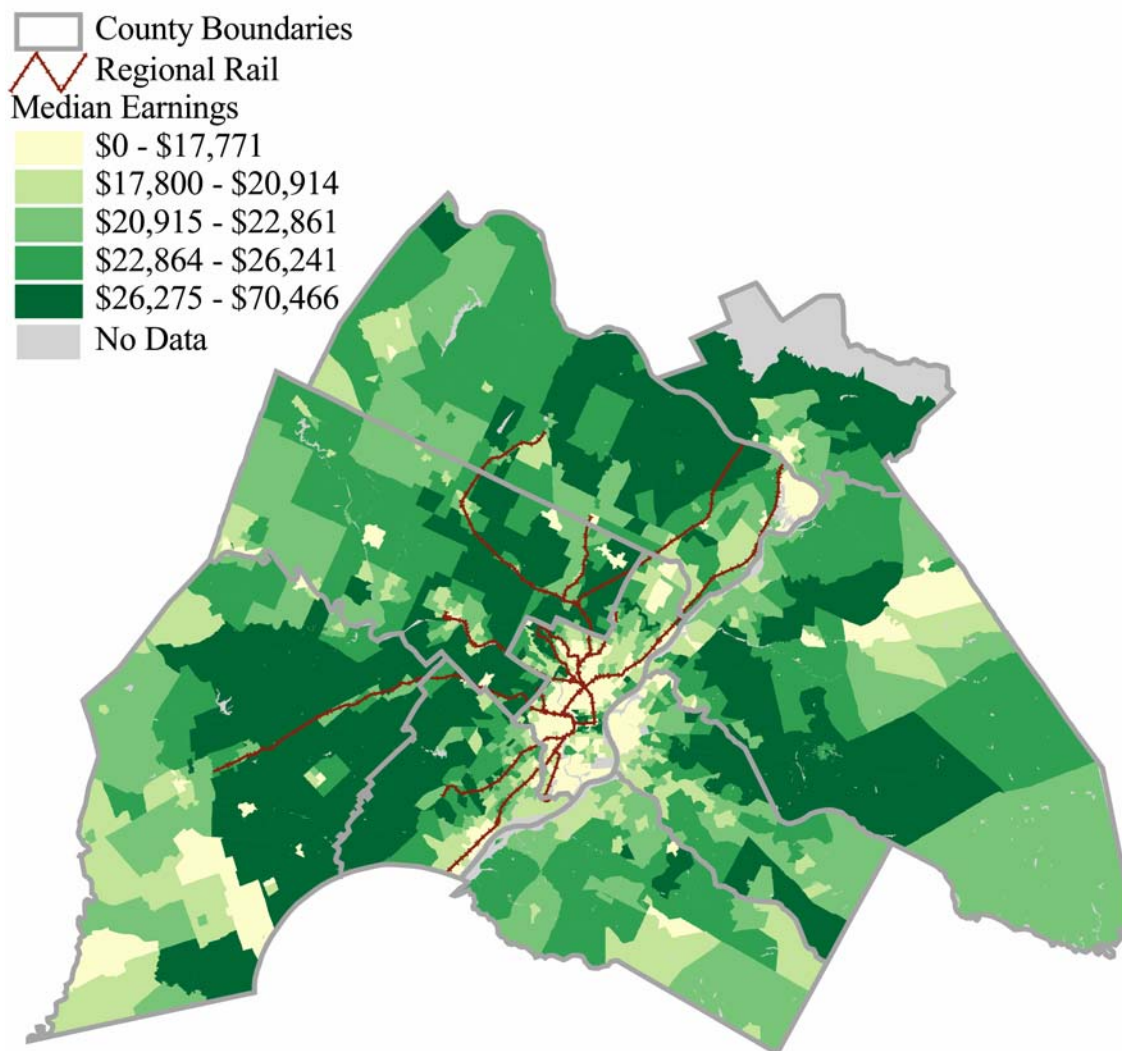 County Boundaries
Regional Rail
Median Earnings
$0 - $17,771
$17,800 - $20,914
$20,915 - $22,861
$22,864 - $26,241
$26,275 - $70,466
No Data